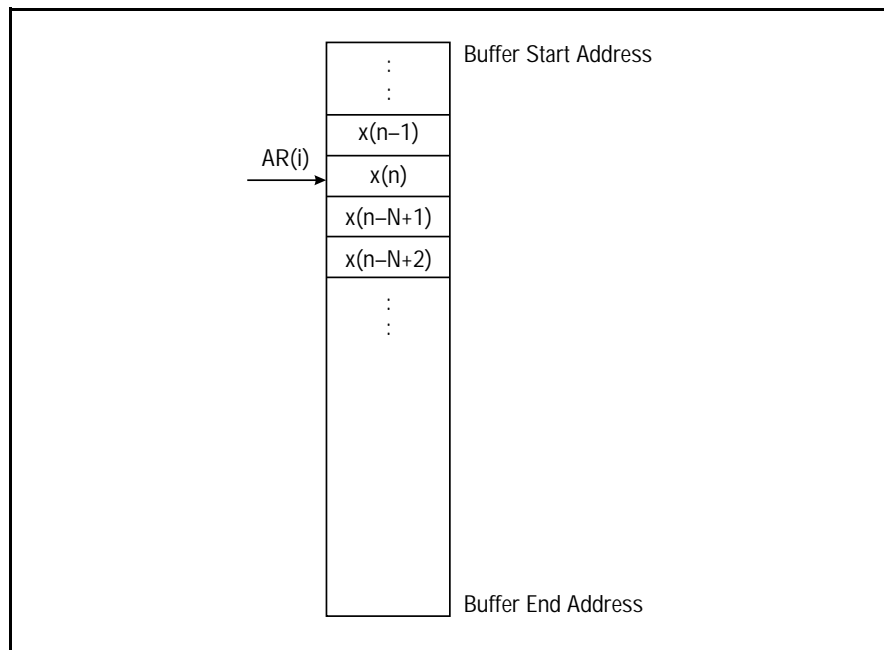 Buffer Start Address
:
:
x(n–1)
AR(i)
x(n)
x(n–N+1)
x(n–N+2)
:
:
Buffer End Address